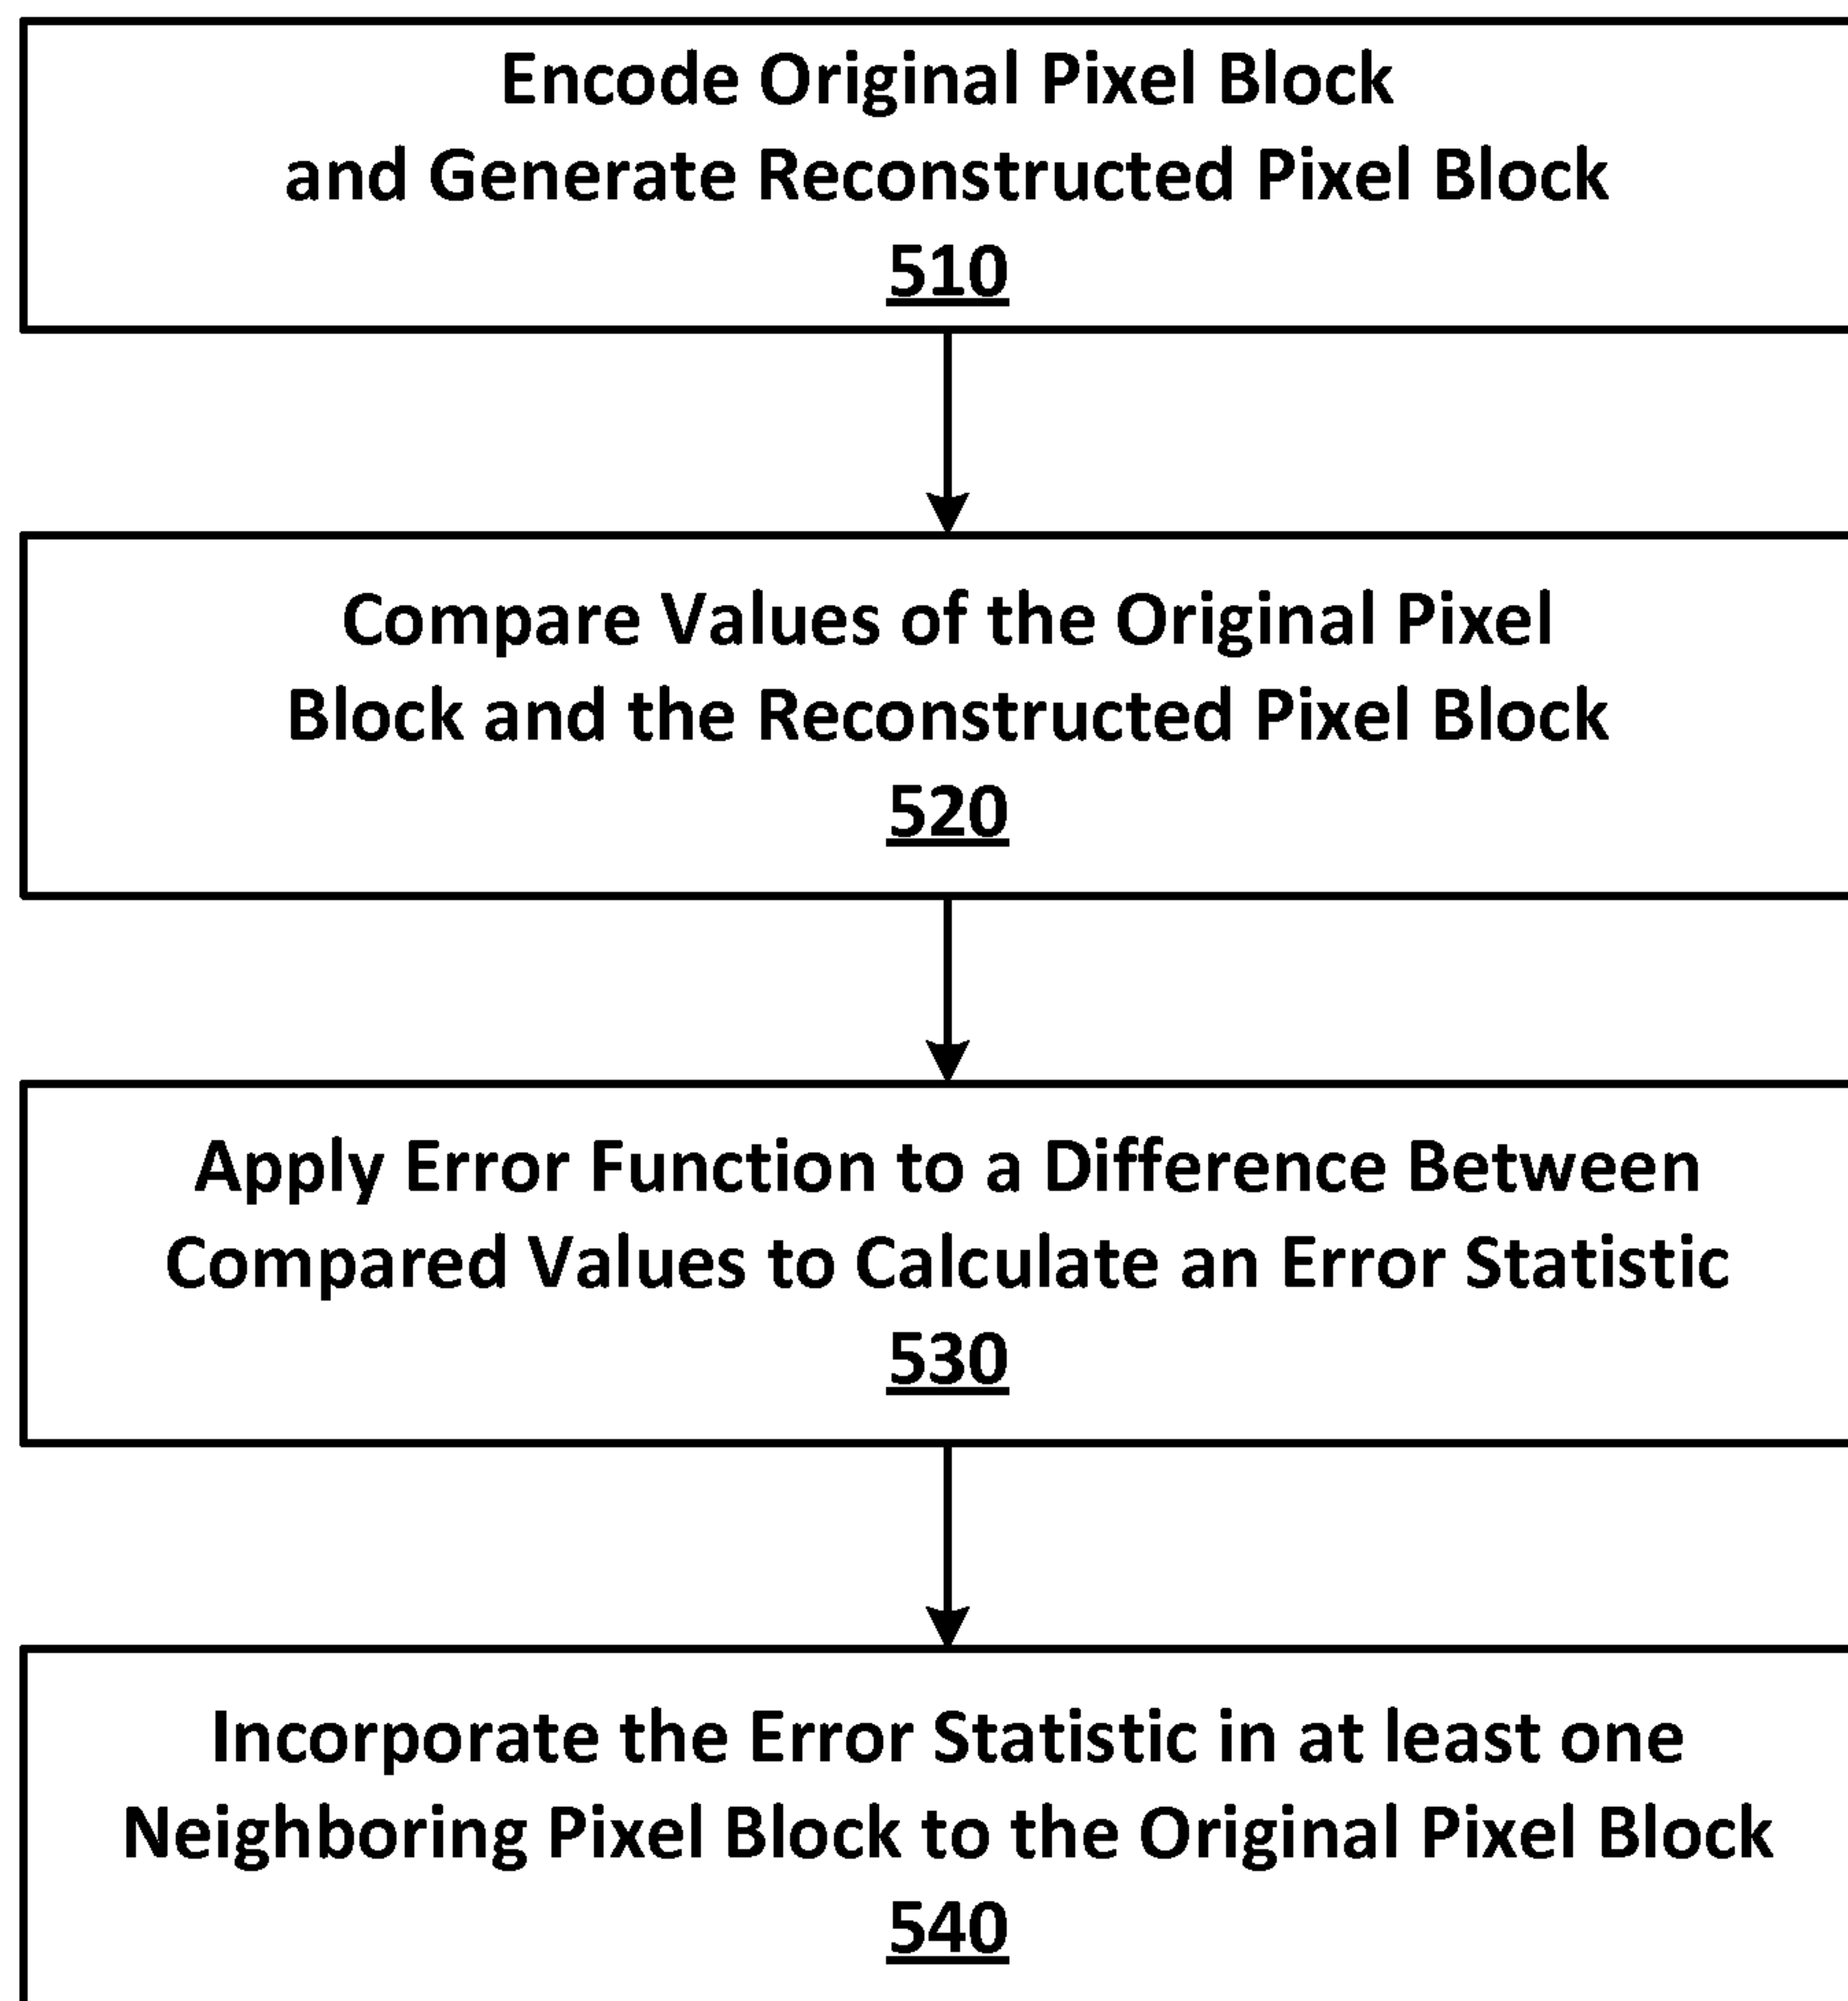 Encode Original Pixel Block
and Generate Reconstructed Pixel Block
510
Compare Values of the Original Pixel
Block and the Reconstructed Pixel Block
520
Apply Error Function to a Difference Between
Compared Values to Calculate an Error Statistic
530
Incorporate the Error Statistic in at least one
Neighboring Pixel Block to the Original Pixel Block
540